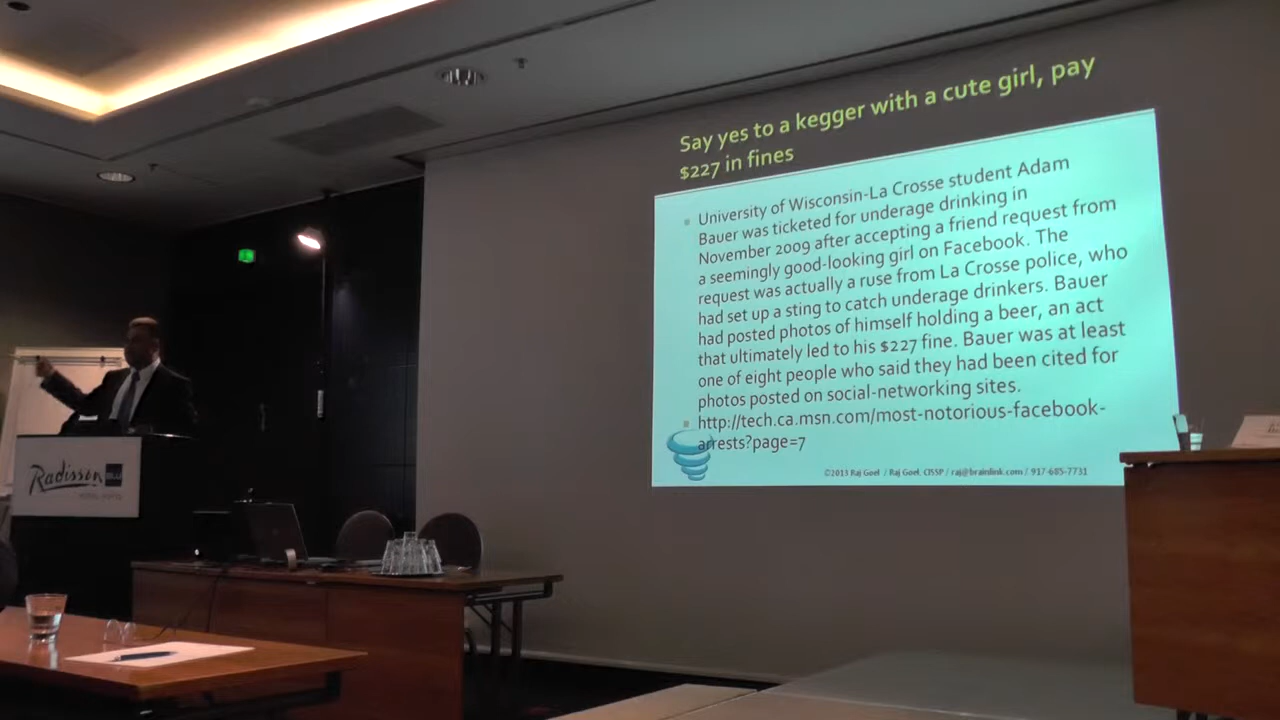 Say yes to a kegger with a cute girl, pay
$227 in fines
University of Wisconsin-La Crosse student Adam
Bauer was ticketed for underage drinking in
November 2009 after accepting a friend request from
a seemingly good-looking girl on Facebook. The
request was actually a ruse from La Crosse police, who
had set up a sting to catch underage drinkers. Bauer
had posted photos of himself holding a beer, an act
that ultimately led to his $227 fine. Bauer was at least
one of eight people who said they had been cited for
photos posted on social-networking sites.
http://tech.ca.msn.com/most-notorious-facebook-
arrests?page=7
©2013 Raj Goel / Raj Goel, CISSP / raj@brainlink.com / 917-685-7731
Radisson